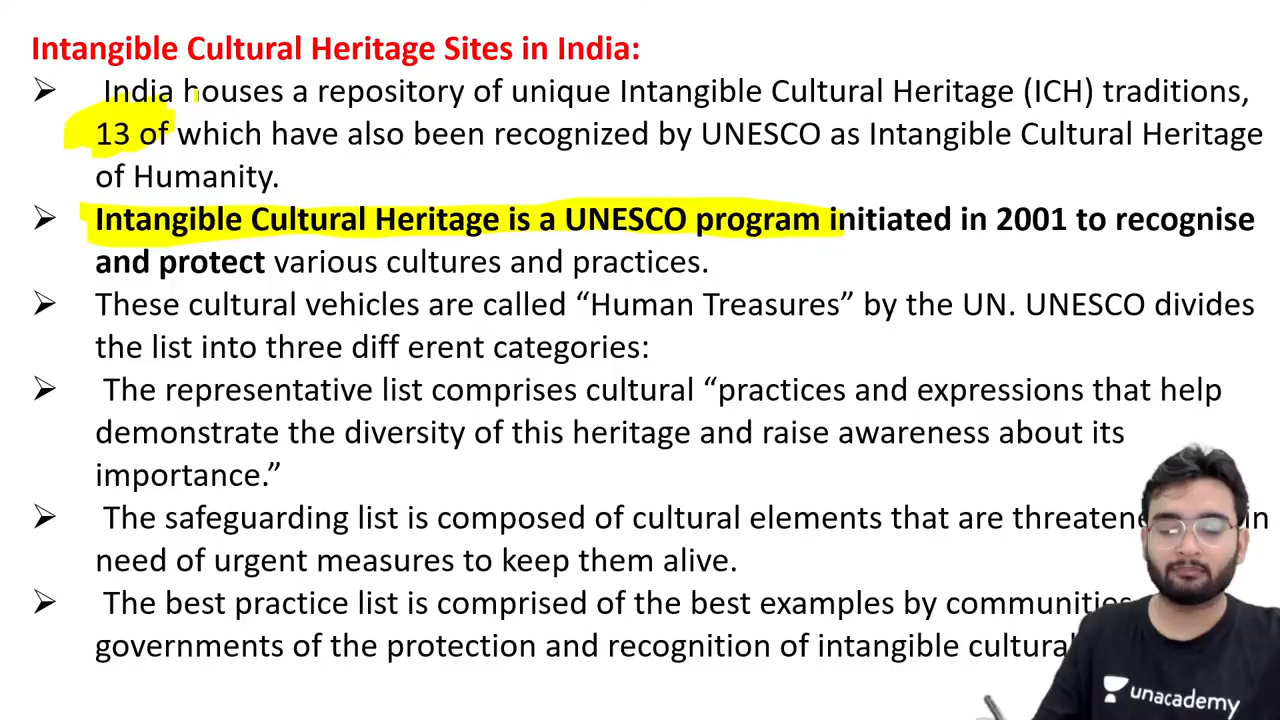 Intangible Cultural Heritage Sites in India:
➢ India houses a repository of unique Intangible Cultural Heritage (ICH) traditions,
13 of which have also been recognized by UNESCO as Intangible Cultural Heritage
of Humanity.
➢ Intangible Cultural Heritage is a UNESCO program initiated in 2001 to recognise
and protect various cultures and practices.
➢ These cultural vehicles are called “Human Treasures” by the UN. UNESCO divides
the list into three diff erent categories:
➢ The representative list comprises cultural “practices and expressions that help
demonstrate the diversity of this heritage and raise awareness about its
importance.”
➢ The safeguarding list is composed of cultural elements that are in
need of urgent measures to keep them alive.
➢ The best practice list is comprised of the best examples by communities
governments of the protection and recognition of intangible cultural
unacademy